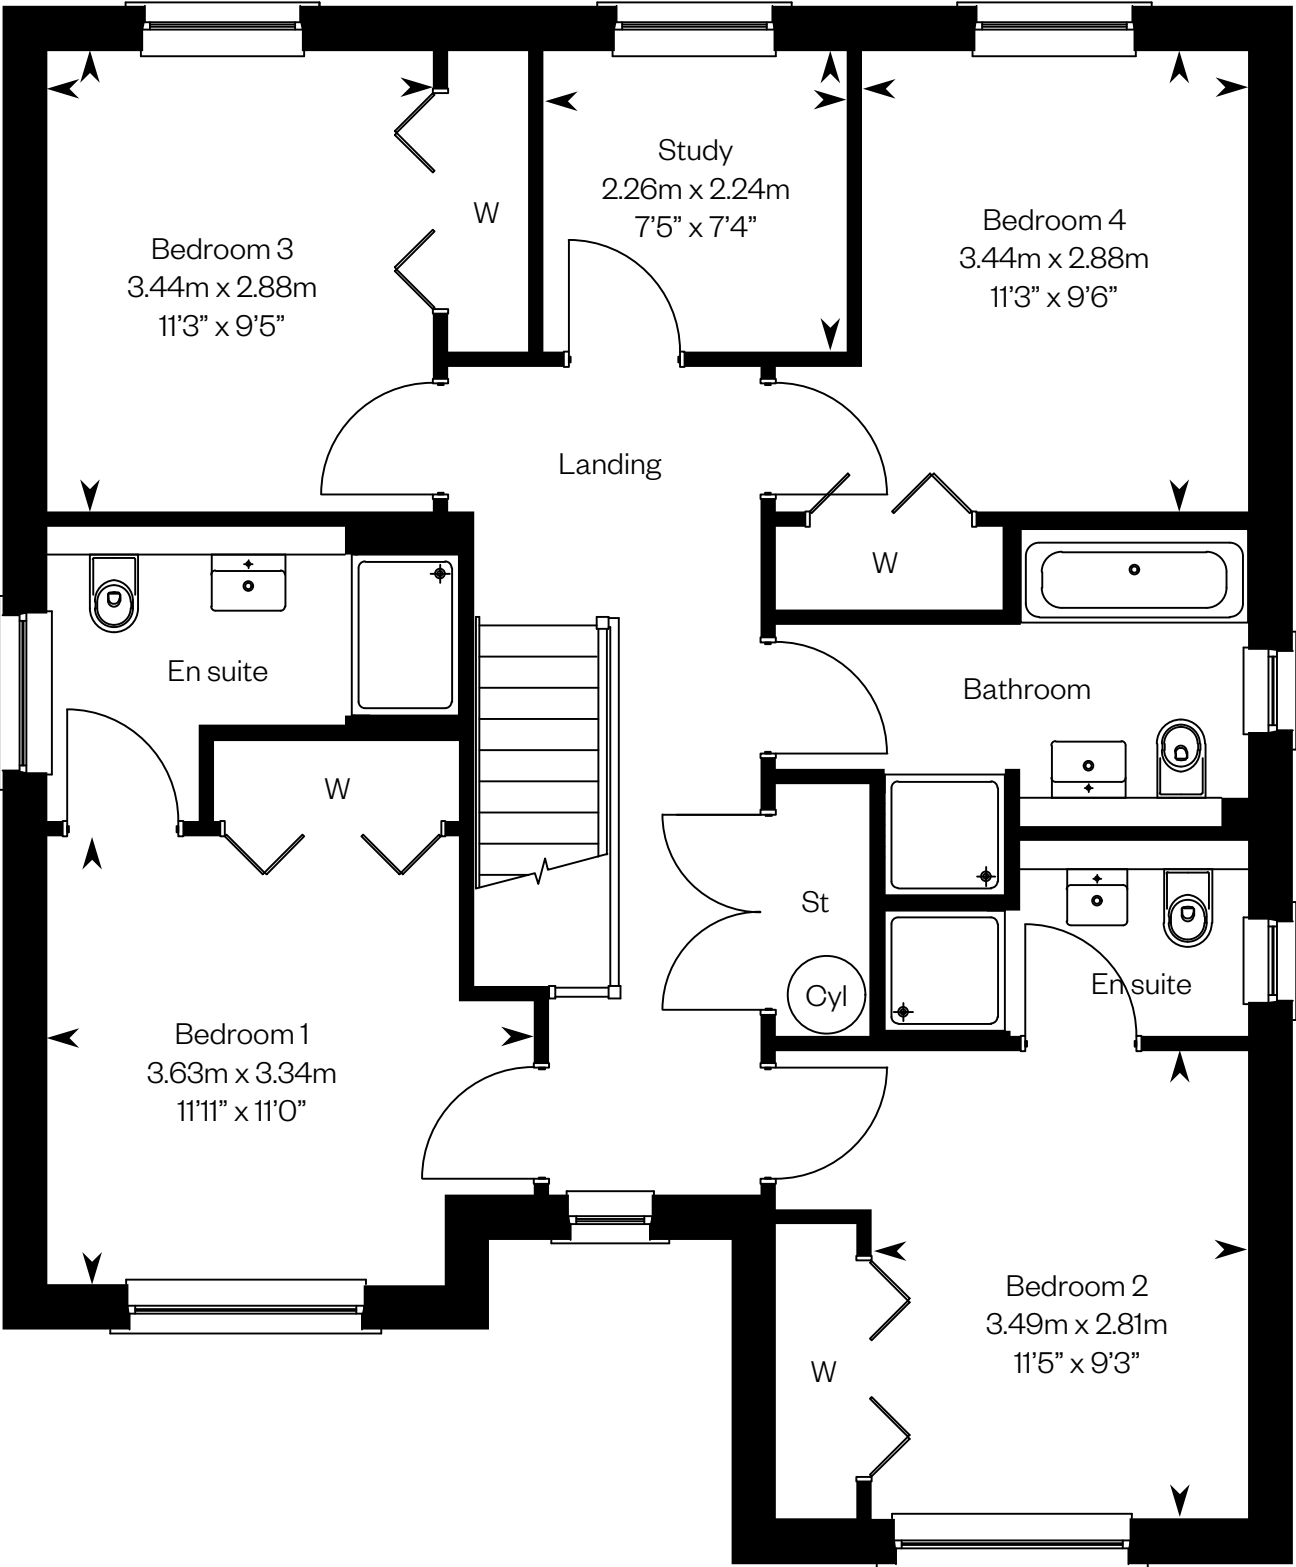 Study
2.26m x 2.24m
7'5" x 7'4"
W
Bedroom 4
3.44m x 2.88m
11'3" x 9'6"
Bedroom 3
3.44m x 2.88m
11'3" x 9'5"
Landing
W
En suite
Bathroom
W
St
Cyl
En suite
Bedroom 1
3.63m x 3.34m
11'11" x 11'0"
Bedroom 2
3.49m x 2.81m
11'5" x 9'3"
W